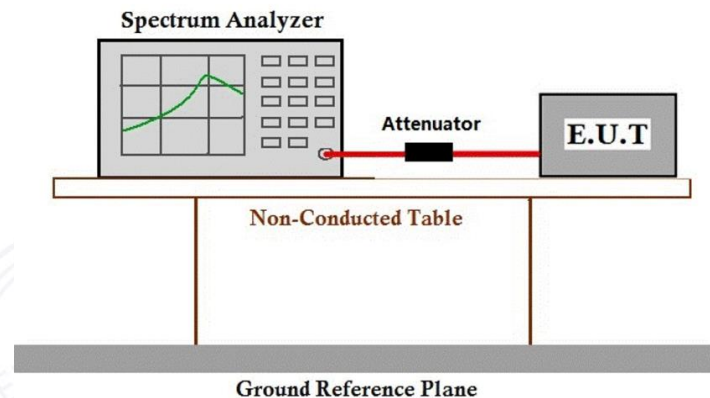 Spectrum Analyzer
Attenuator
E.U.T
Non-Conducted Table
Ground Reference Plane